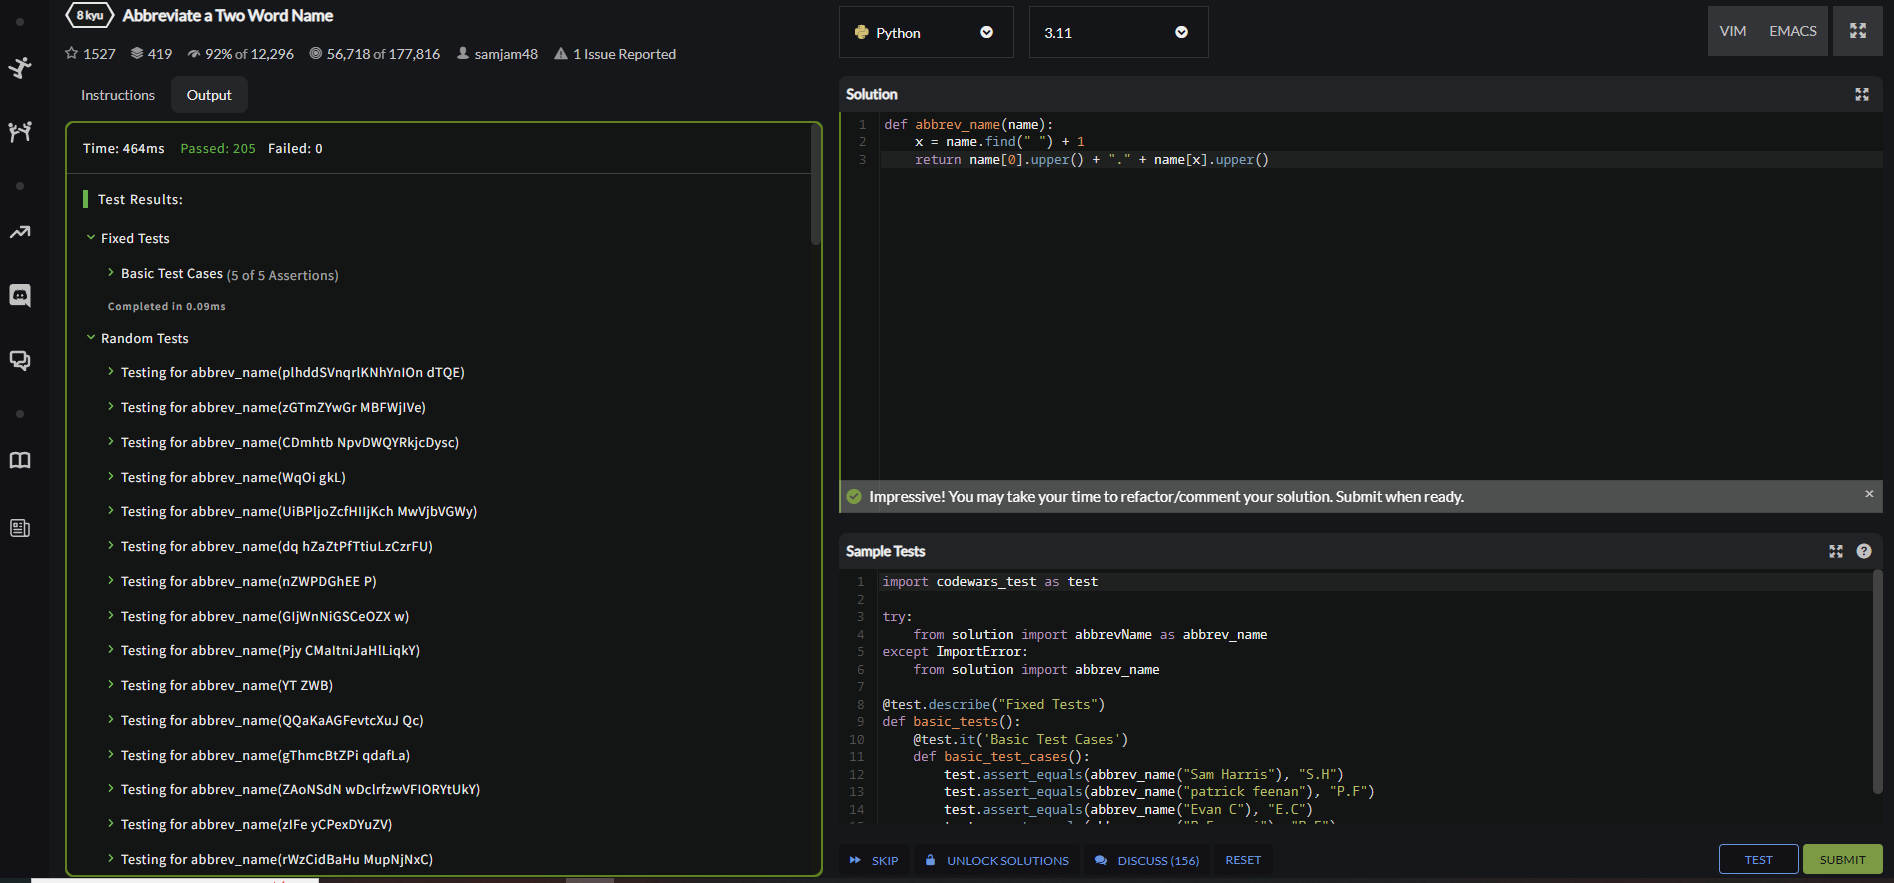 8 kyu Abbreviate a Two Word Name
1527 419 92% of 12,296 56,718 of 177,816 samjam48 1 Issue Reported
Instructions Output
Time: 464ms Passed: 205 Failed: 0
Test Results:
Fixed Tests
Basic Test Cases (5 of 5 Assertions)
Completed in 0.09ms
Random Tests
Testing for abbrev_name(plhddSVnqrlKNhYnIOn dTQE)
Testing for abbrev_name(zGTmZYwGr MBFWjIVe)
Testing for abbrev_name(CDmhtb NpvDWQYRkjcDysc)
Testing for abbrev_name(WqOi gkL)
Testing for abbrev_name(UiBPljoZcfHIIjKch MwVjbVGWy)
Testing for abbrev_name(dq hZaZtPfTtiuLzCzrFU)
Testing for abbrev_name(nZWPDGhEE P)
Testing for abbrev_name(GIjWnNiGSCeOZX w)
Testing for abbrev_name(Pjy CMaItniJaHlLiqkY)
Testing for abbrev_name(YT ZWB)
Testing for abbrev_name(QQaKaAGFevtcXuJ Qc)
Testing for abbrev_name(gThmcBtZPi qdafLa)
Testing for abbrev_name(ZAoNSdN wDclrfzwVFIORYtUkY)
Testing for abbrev_name(zIFe yCPexDYuZV)
Testing for abbrev_name(rWzCidBaHu MupNjNxC)
Python 3.11 VIM EMACS
Solution
1 def abbrev_name(name):
2 x = name.find(" ") + 1
3 return name[0].upper() + "." + name[x].upper()
Impressive! You may take your time to refactor/comment your solution. Submit when ready. ×
Sample Tests ?
1 import codewars_test as test
2
3 try:
4 from solution import abbrevName as abbrev_name
5 except ImportError:
6 from solution import abbrev_name
7
8 @test.describe("Fixed Tests")
9 def basic_tests():
10 @test.it('Basic Test Cases')
11 def basic_test_cases():
12 test.assert_equals(abbrev_name("Sam Harris"), "S.H")
13 test.assert_equals(abbrev_name("patrick feenan"), "P.F")
14 test.assert_equals(abbrev_name("Evan C"), "E.C")
SKIP UNLOCK SOLUTIONS DISCUSS (156) RESET TEST SUBMIT